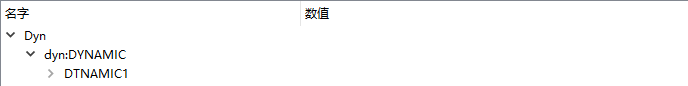 名字 数值
Dyn
dyn:DYNAMIC
DTNAMIC1